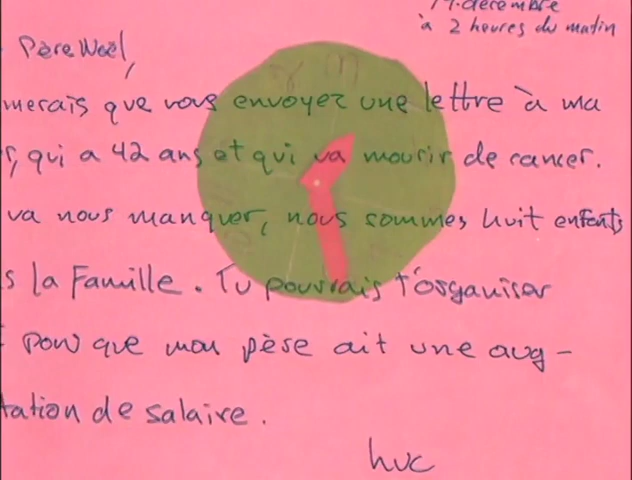 décembre
à 2 heures du matin
Père Noël,
merais que vous envoyez une lettre à ma
, qui a 42 ans et qui va mourir de cancer.
va nous manquer, nous sommes huit enfants
s la Famille. Tu pourrais t'organiser
pour que mon père ait une aug-
tation de salaire.